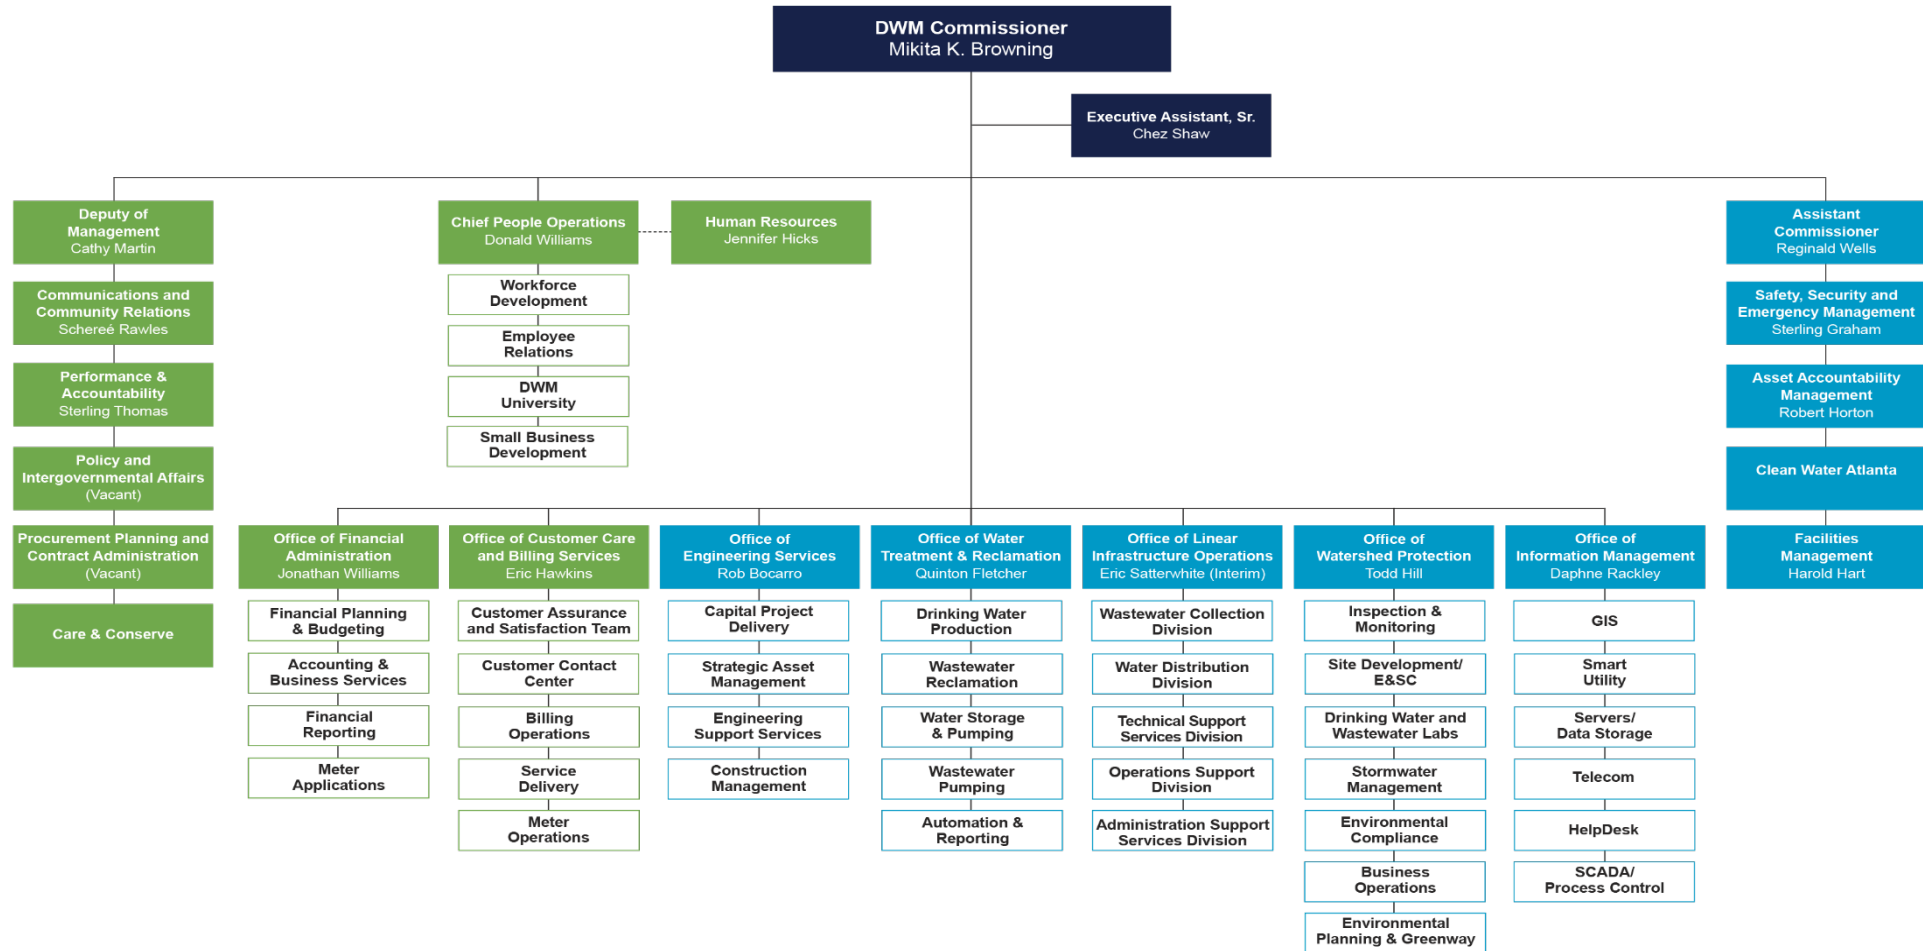 DWM Commissioner
Mikita K. Browning
Executive Assistant, Sr.
Chez Shaw
Deputy of
Management
Cathy Martin
Communications and
Community Relations
Schereé Rawles
Performance &
Accountability
Sterling Thomas
Policy and
Intergovernmental Affairs
(Vacant)
Procurement Planning and
Contract Administration
(Vacant)
Care & Conserve
Chief People Operations
Donald Williams
Human Resources
Jennifer Hicks
Workforce
Development
Employee
Relations
DWM
University
Small Business
Development
Assistant
Commissioner
Reginald Wells
Safety, Security and
Emergency Management
Sterling Graham
Asset Accountability
Management
Robert Horton
Clean Water Atlanta
Facilities
Management
Harold Hart
Office of Financial
Administration
Jonathan Williams
Financial Planning
& Budgeting
Accounting &
Business Services
Financial
Reporting
Meter
Applications
Office of Customer Care
and Billing Services
Eric Hawkins
Customer Assurance
and Satisfaction Team
Customer Contact
Center
Billing
Operations
Service
Delivery
Meter
Operations
Office of
Engineering Services
Rob Bocarro
Capital Project
Delivery
Strategic Asset
Management
Engineering
Support Services
Construction
Management
Office of Water
Treatment & Reclamation
Quinton Fletcher
Drinking Water
Production
Wastewater
Reclamation
Water Storage
& Pumping
Wastewater
Pumping
Automation &
Reporting
Office of Linear
Infrastructure Operations
Eric Satterwhite (Interim)
Wastewater Collection
Division
Water Distribution
Division
Technical Support
Services Division
Operations Support
Division
Administration Support
Services Division
Office of
Watershed Protection
Todd Hill
Inspection &
Monitoring
Site Development/
E&SC
Drinking Water and
Wastewater Labs
Stormwater
Management
Environmental
Compliance
Business
Operations
Environmental
Planning & Greenway
Office of
Information Management
Daphne Rackley
GIS
Smart
Utility
Servers/
Data Storage
Telecom
HelpDesk
SCADA/
Process Control